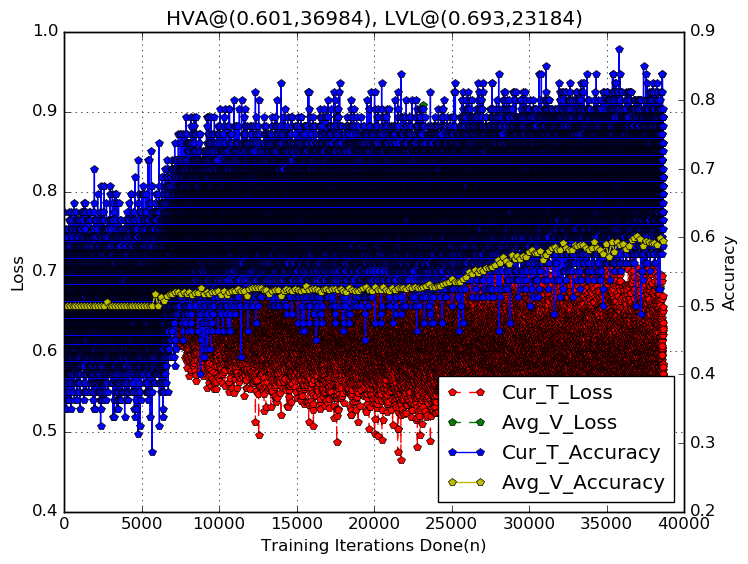 HVA@(0.601,36984), LVL@(0.693,23184)
1.0
0.9
0.8
0.7
0.6
0.5
0.4
Loss
0.9
0.8
0.7
0.6
0.5
0.4
0.3
0.2
Accuracy
Cur_T_Loss
Avg_V_Loss
Cur_T_Accuracy
Avg_V_Accuracy
0 5000 10000 15000 20000 25000 30000 35000 40000
Training Iterations Done(n)